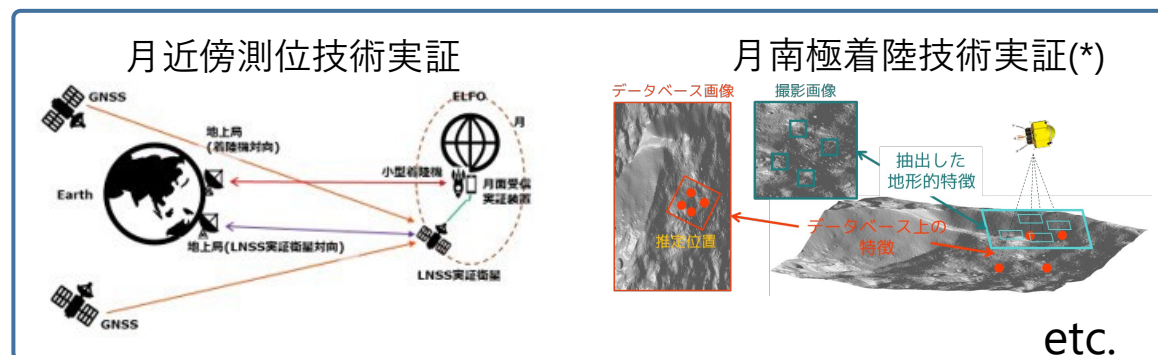 月近傍測位技術実証
GNSS
ELFO
月
地上局
(着陸機対向)
小型着陸機
月面受信
実証装置
Earth
地上局(LNSS実証衛星対向)
LNSS実証衛星
GNSS
月南極着陸技術実証(*)
データベース画像
撮影画像
抽出した
地形的特徴
推定位置
データベース上の
特徴
etc.